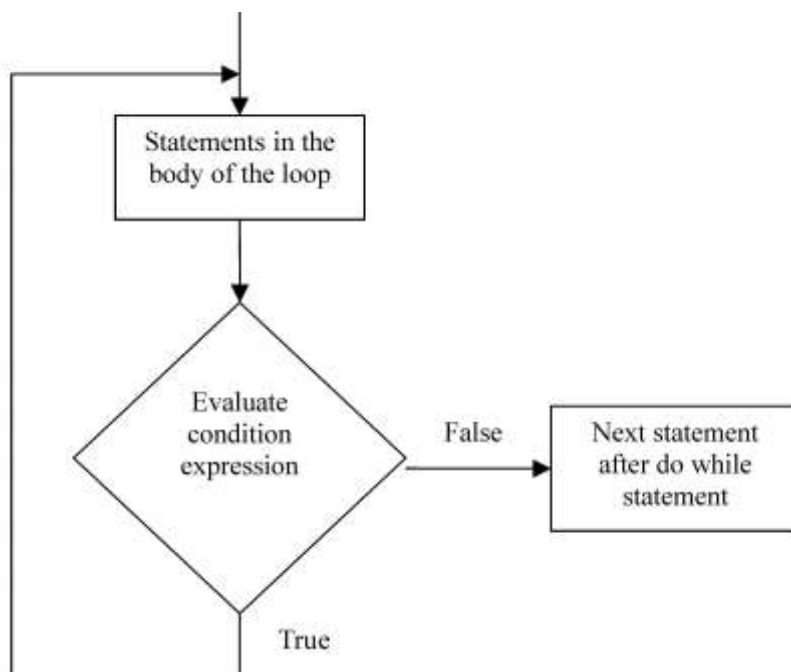 Statements in the
body of the loop
Evaluate
condition
expression
False
Next statement
after do while
statement
True